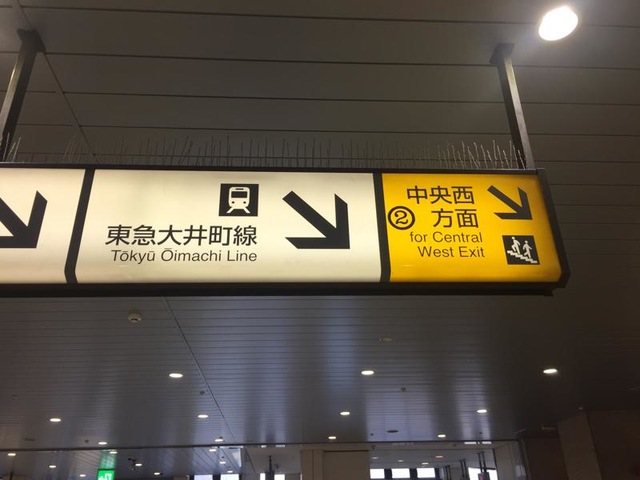 東急大井町線
Tōkyū Ōimachi Line
中央西
② 方面
for Central
West Exit